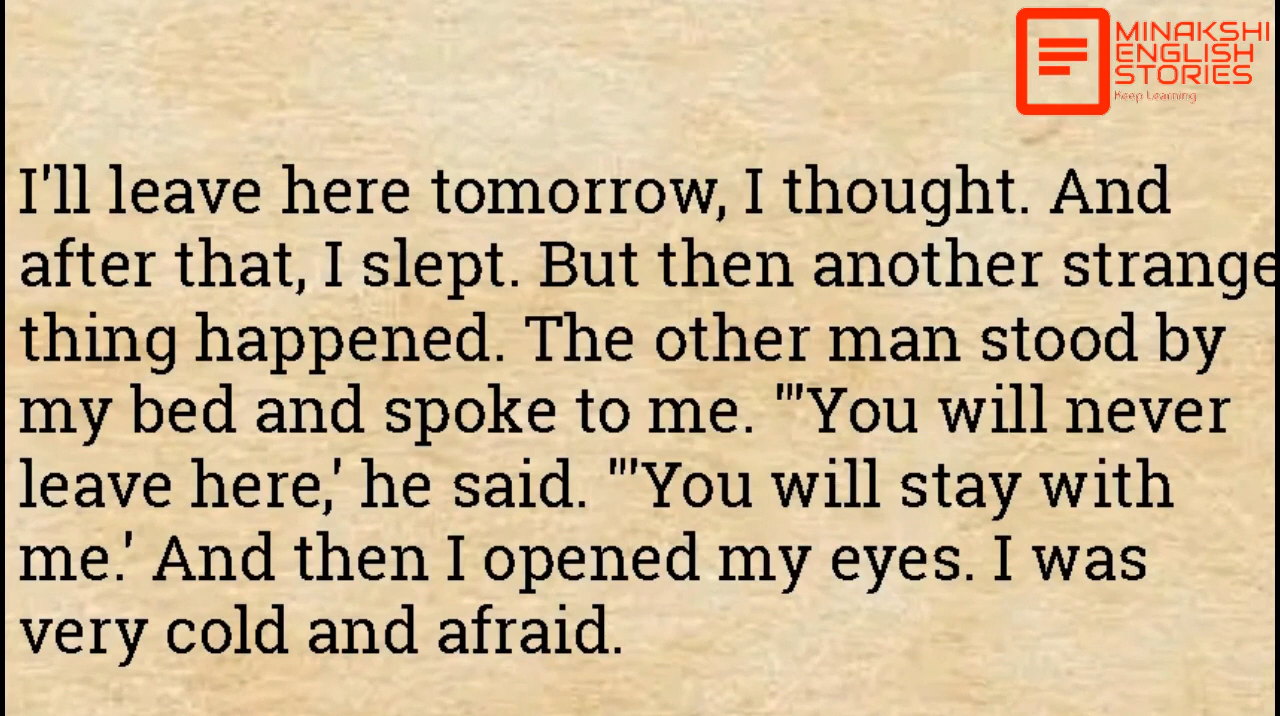 MINAKSHI
ENGLISH
STORIES
Keep Learning
I'll leave here tomorrow, I thought. And
after that, I slept. But then another strange
thing happened. The other man stood by
my bed and spoke to me. "'You will never
leave here,' he said. "'You will stay with
me.' And then I opened my eyes. I was
very cold and afraid.